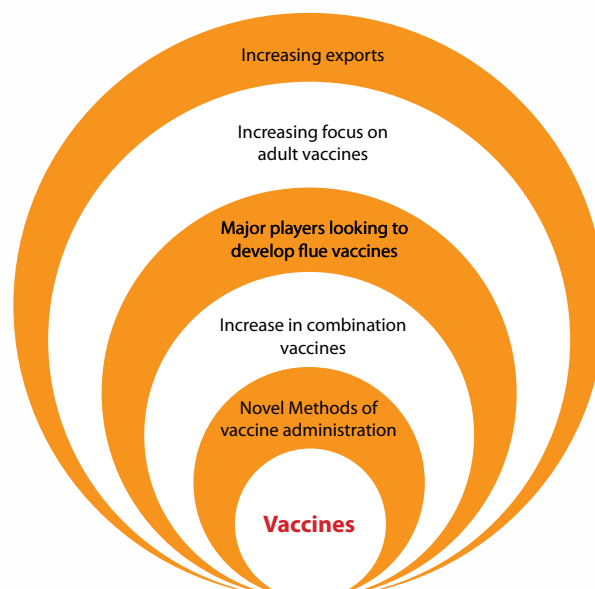 Increasing exports
Increasing focus on
adult vaccines
Major players looking to
develop flue vaccines
Increase in combination
vaccines
Novel Methods of
vaccine administration
Vaccines